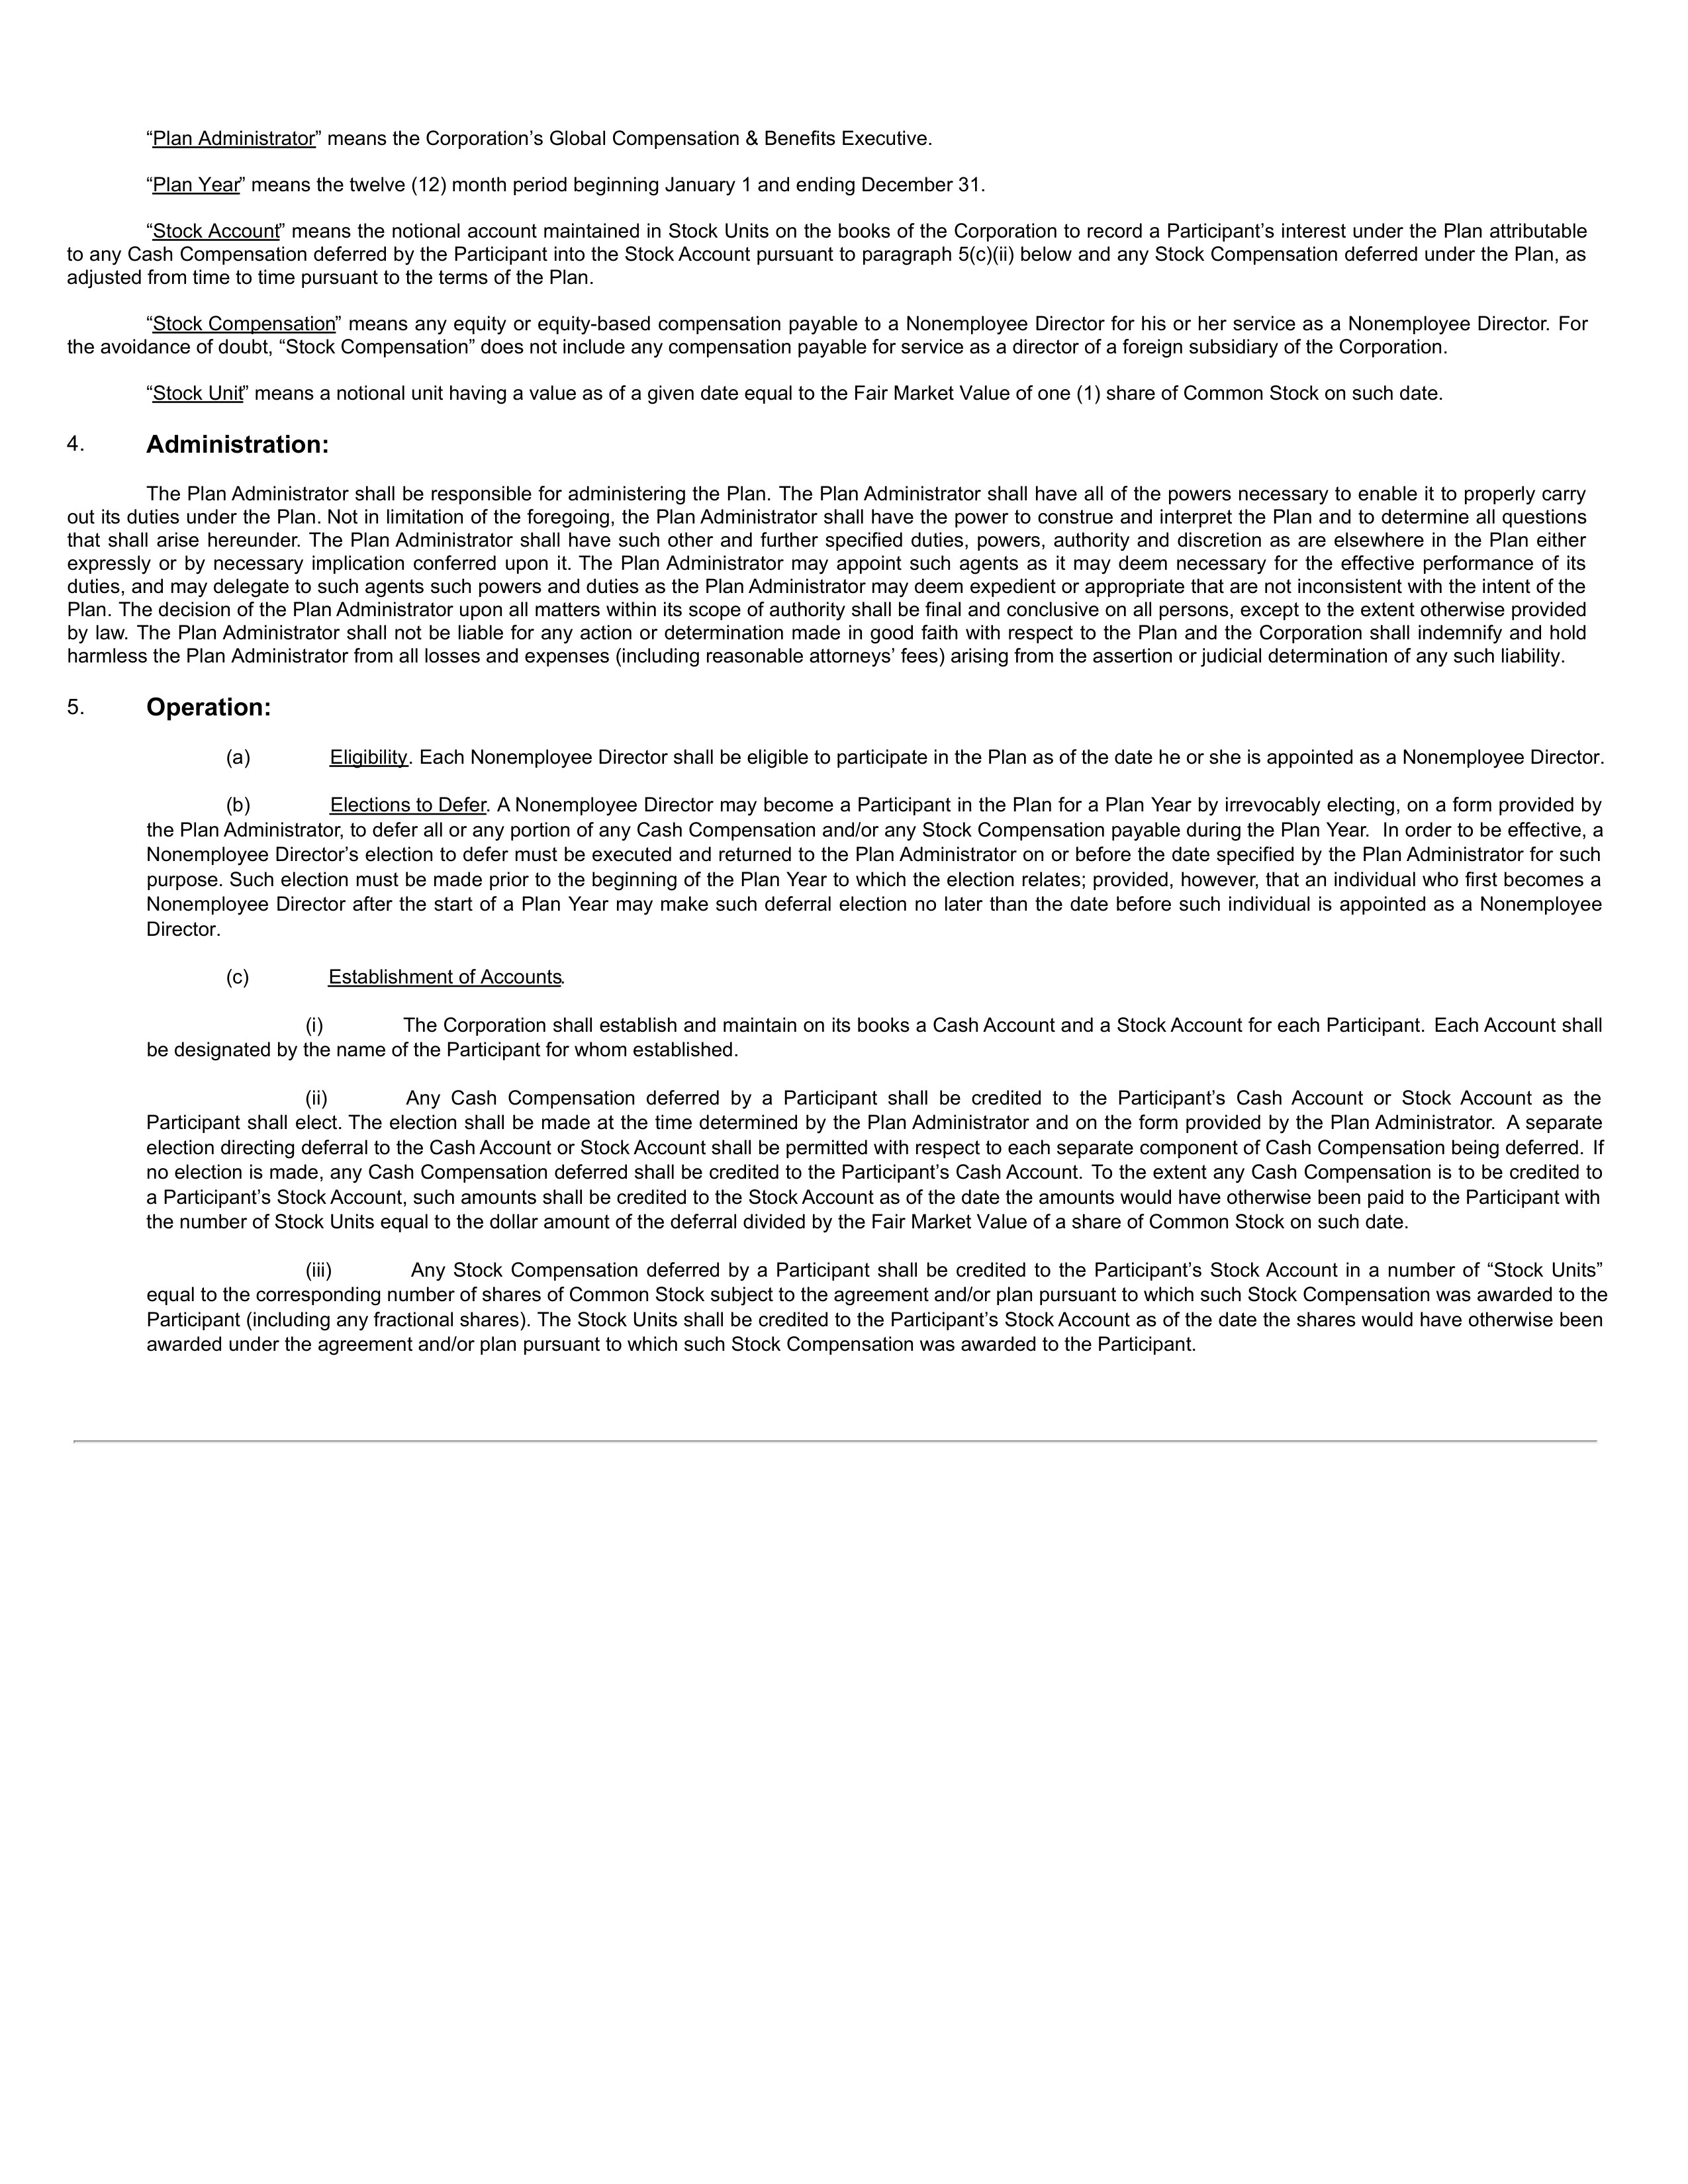 “Plan Administrator” means the Corporation’s Global Compensation & Benefits Executive.
“Plan Year” means the twelve (12) month period beginning January 1 and ending December 31.
“Stock Account” means the notional account maintained in Stock Units on the books of the Corporation to record a Participant’s interest under the Plan attributable
to any Cash Compensation deferred by the Participant into the Stock Account pursuant to paragraph 5(c)(ii) below and any Stock Compensation deferred under the Plan, as
adjusted from time to time pursuant to the terms of the Plan.
“Stock Compensation” means any equity or equity-based compensation payable to a Nonemployee Director for his or her service as a Nonemployee Director. For
the avoidance of doubt, “Stock Compensation” does not include any compensation payable for service as a director of a foreign subsidiary of the Corporation.
“Stock Unit” means a notional unit having a value as of a given date equal to the Fair Market Value of one (1) share of Common Stock on such date.
4. Administration:
The Plan Administrator shall be responsible for administering the Plan. The Plan Administrator shall have all of the powers necessary to enable it to properly carry
out its duties under the Plan. Not in limitation of the foregoing, the Plan Administrator shall have the power to construe and interpret the Plan and to determine all questions
that shall arise hereunder. The Plan Administrator shall have such other and further specified duties, powers, authority and discretion as are elsewhere in the Plan either
expressly or by necessary implication conferred upon it. The Plan Administrator may appoint such agents as it may deem necessary for the effective performance of its
duties, and may delegate to such agents such powers and duties as the Plan Administrator may deem expedient or appropriate that are not inconsistent with the intent of the
Plan. The decision of the Plan Administrator upon all matters within its scope of authority shall be final and conclusive on all persons, except to the extent otherwise provided
by law. The Plan Administrator shall not be liable for any action or determination made in good faith with respect to the Plan and the Corporation shall indemnify and hold
harmless the Plan Administrator from all losses and expenses (including reasonable attorneys’ fees) arising from the assertion or judicial determination of any such liability.
5. Operation:
(a) Eligibility. Each Nonemployee Director shall be eligible to participate in the Plan as of the date he or she is appointed as a Nonemployee Director.
(b) Elections to Defer. A Nonemployee Director may become a Participant in the Plan for a Plan Year by irrevocably electing, on a form provided by
the Plan Administrator, to defer all or any portion of any Cash Compensation and/or any Stock Compensation payable during the Plan Year. In order to be effective, a
Nonemployee Director’s election to defer must be executed and returned to the Plan Administrator on or before the date specified by the Plan Administrator for such
purpose. Such election must be made prior to the beginning of the Plan Year to which the election relates; provided, however, that an individual who first becomes a
Nonemployee Director after the start of a Plan Year may make such deferral election no later than the date before such individual is appointed as a Nonemployee
Director.
(c) Establishment of Accounts.
(i) The Corporation shall establish and maintain on its books a Cash Account and a Stock Account for each Participant. Each Account shall
be designated by the name of the Participant for whom established.
(ii) Any Cash Compensation deferred by a Participant shall be credited to the Participant’s Cash Account or Stock Account as the
Participant shall elect. The election shall be made at the time determined by the Plan Administrator and on the form provided by the Plan Administrator. A separate
election directing deferral to the Cash Account or Stock Account shall be permitted with respect to each separate component of Cash Compensation being deferred. If
no election is made, any Cash Compensation deferred shall be credited to the Participant’s Cash Account. To the extent any Cash Compensation is to be credited to
a Participant’s Stock Account, such amounts shall be credited to the Stock Account as of the date the amounts would have otherwise been paid to the Participant with
the number of Stock Units equal to the dollar amount of the deferral divided by the Fair Market Value of a share of Common Stock on such date.
(iii) Any Stock Compensation deferred by a Participant shall be credited to the Participant’s Stock Account in a number of “Stock Units”
equal to the corresponding number of shares of Common Stock subject to the agreement and/or plan pursuant to which such Stock Compensation was awarded to the
Participant (including any fractional shares). The Stock Units shall be credited to the Participant’s Stock Account as of the date the shares would have otherwise been
awarded under the agreement and/or plan pursuant to which such Stock Compensation was awarded to the Participant.